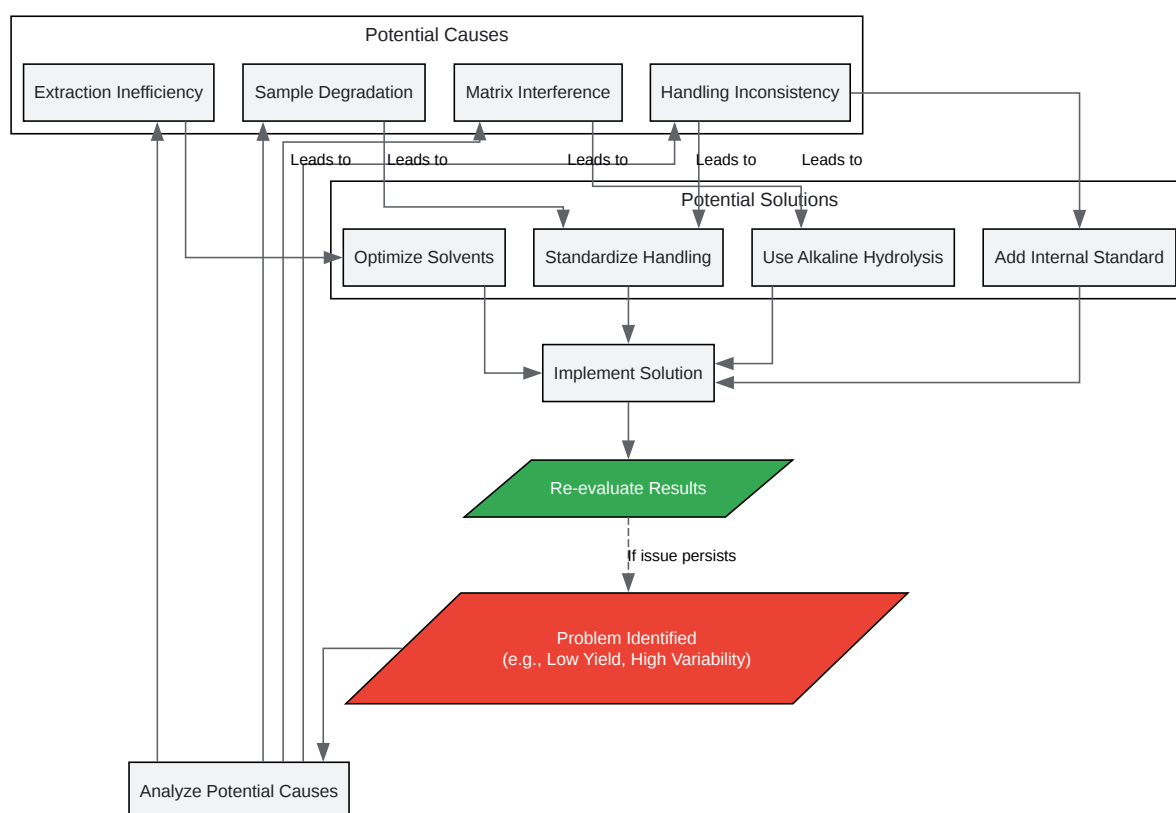 Potential Causes
Extraction Inefficiency
Sample Degradation
Matrix Interference
Handling Inconsistency
Leads to
Leads to
Leads to
Leads to
Leads to
Potential Solutions
Optimize Solvents
Standardize Handling
Use Alkaline Hydrolysis
Add Internal Standard
Implement Solution
Re-evaluate Results
If issue persists
Problem Identified
(e.g., Low Yield, High Variability)
Analyze Potential Causes